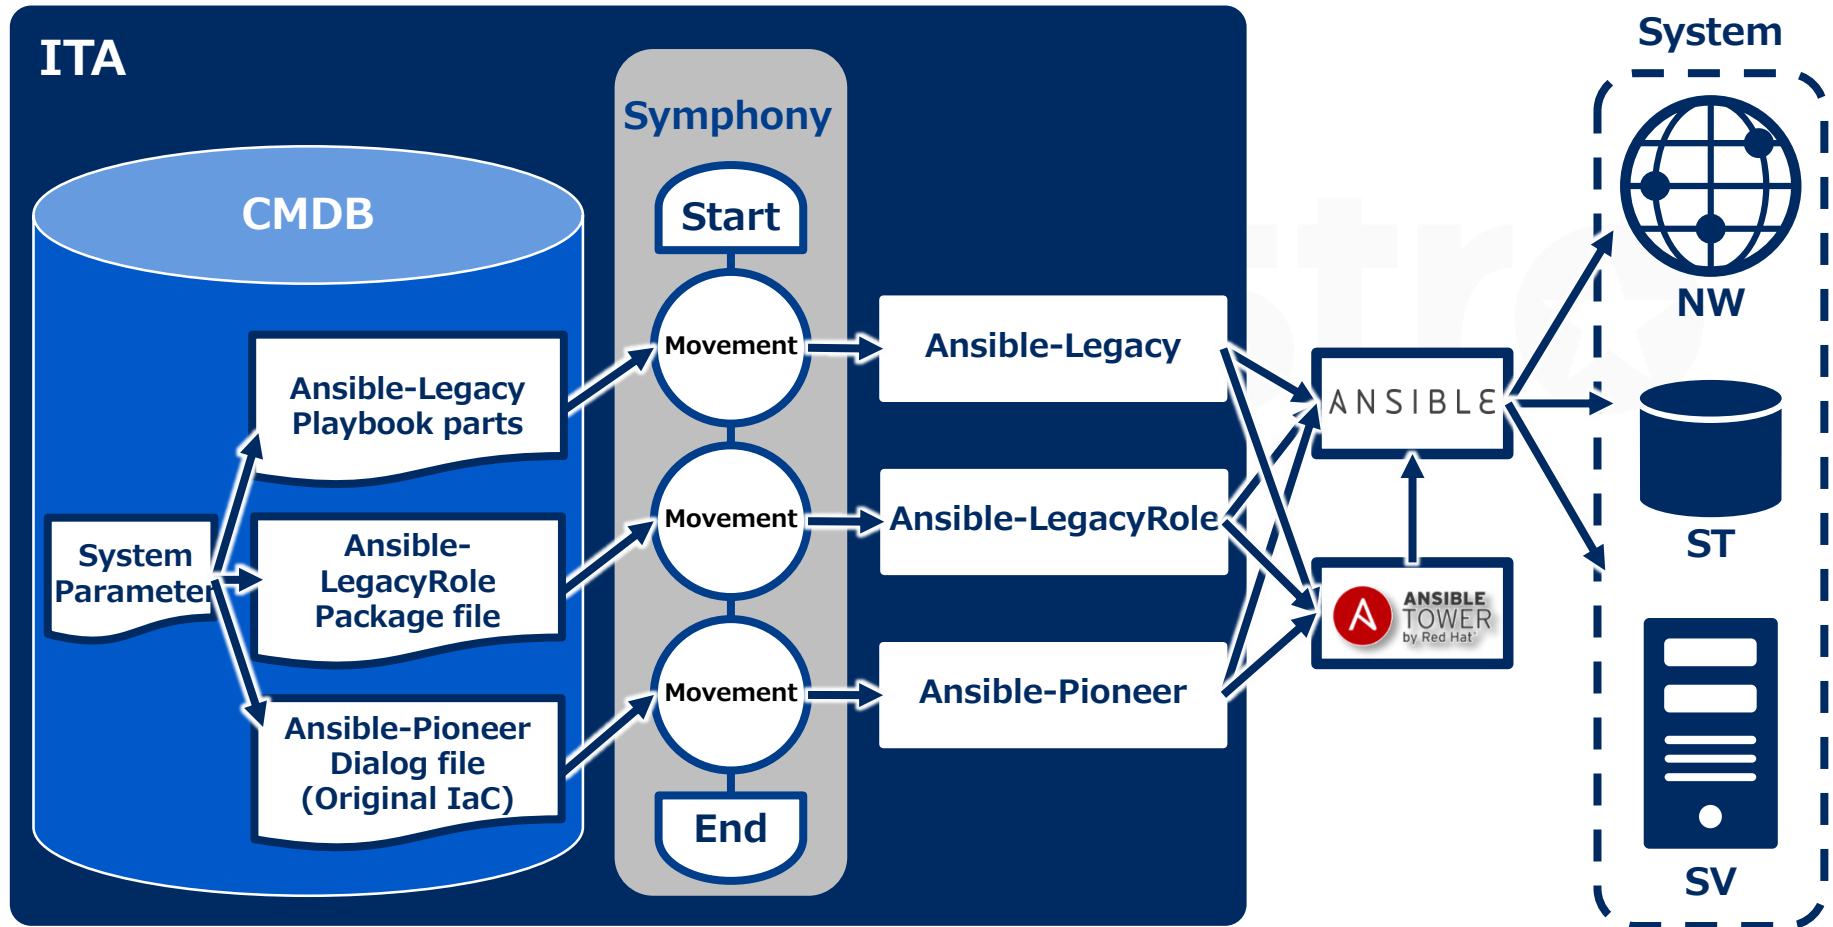 ITA
CMDB
System
Parameter
Ansible-Legacy
Playbook parts
Ansible-
LegacyRole
Package file
Ansible-Pioneer
Dialog file
(Original IaC)
Symphony
Start
Movement
Movement
Movement
End
Ansible-Legacy
Ansible-LegacyRole
Ansible-Pioneer
ANSIBLE
ANSIBLE
TOWER
by Red Hat
System
NW
ST
SV